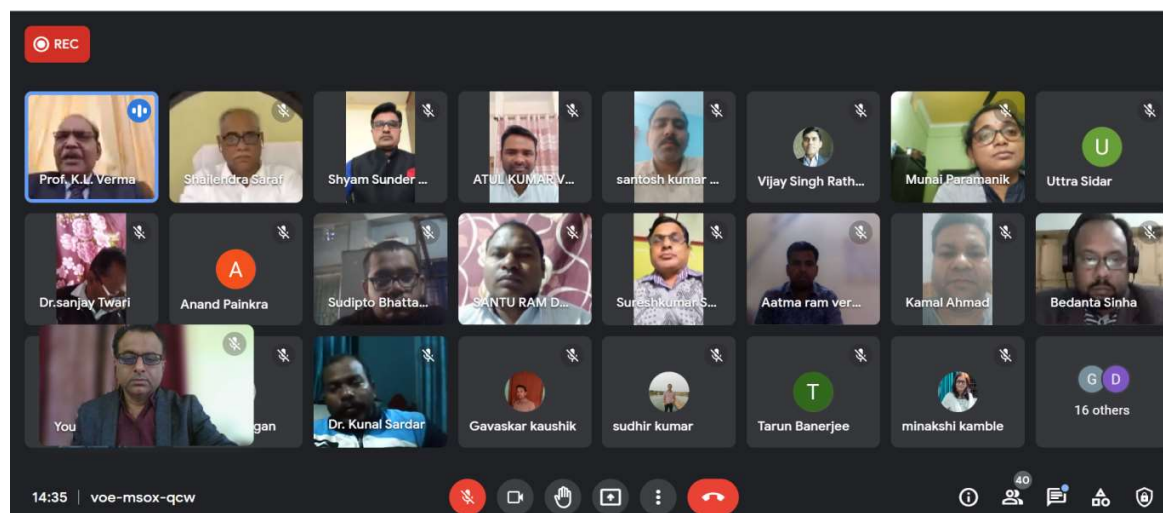 REC
Prof. K.L. Verma
Shailendra Saraf
Shyam Sunder ...
ATUL KUMAR V...
santosh kumar ...
Vijay Singh Rath...
Munai Paramanik
U
Uttra Sidar
Dr.sanjay Twari
A
Anand Painkra
Sudipto Bhatta...
SANTU RAM D...
Sureshkumar S...
Aatma ram ver...
Kamal Ahmad
Bedanta Sinha
You
gan
Dr. Kunal Sardar
Gavaskar kaushik
sudhir kumar
T
Tarun Banerjee
minakshi kamble
G D
16 others
14:35 | voe-msox-qcw
40